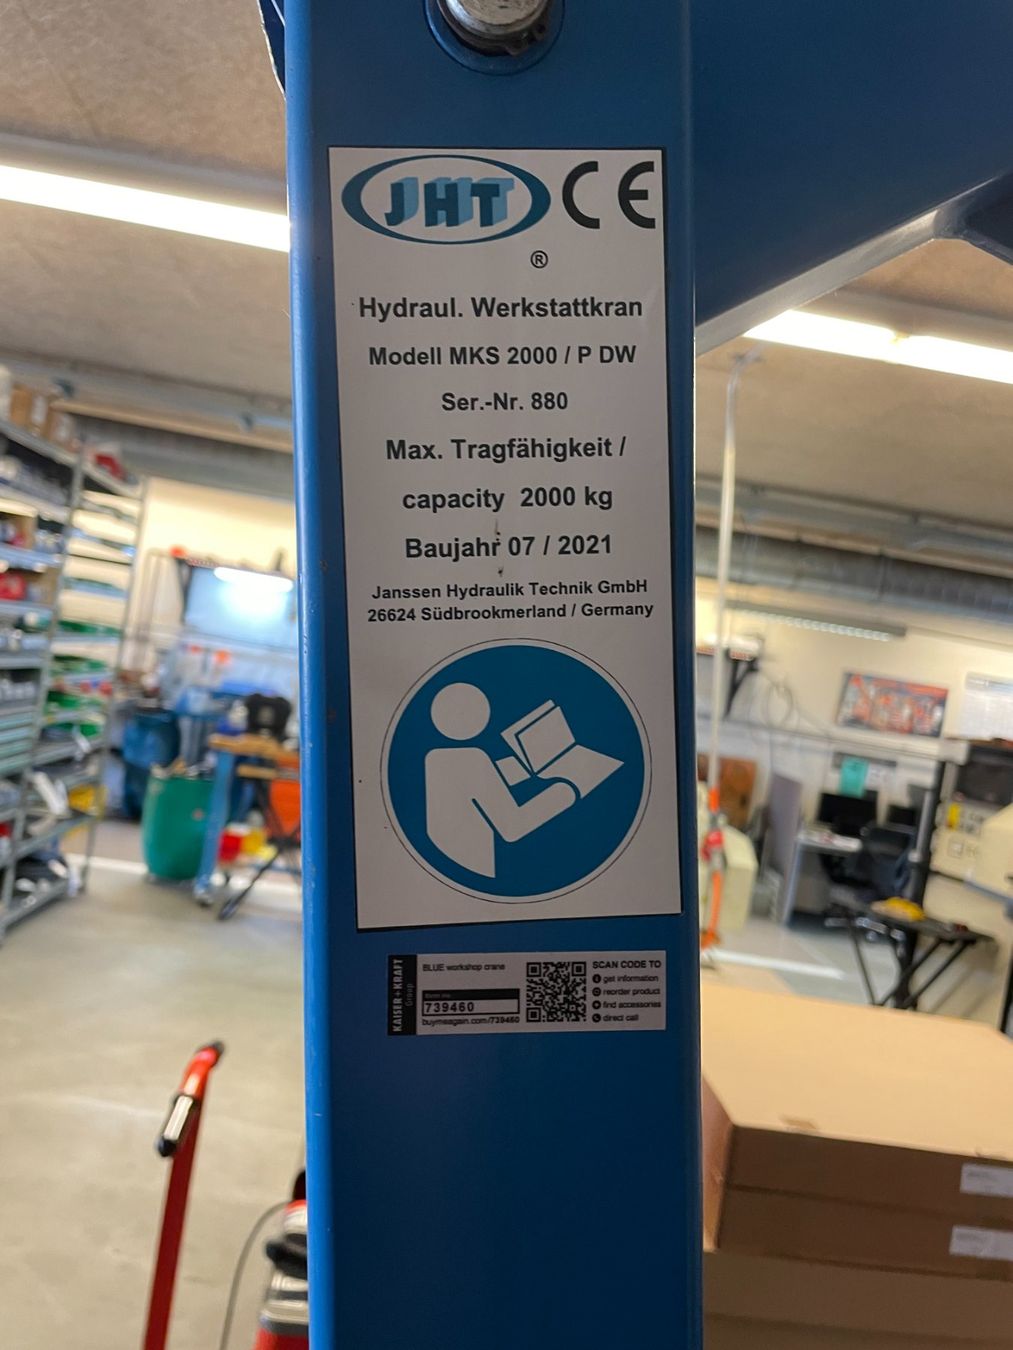 JHT CE
®
Hydraul. Werkstattkran
Modell MKS 2000 / P DW
Ser.-Nr. 880
Max. Tragfähigkeit /
capacity 2000 kg
Baujahr 07 / 2021
Janssen Hydraulik Technik GmbH
26624 Südbrookmerland / Germany
KAISER+KRAFT
Group
BLUE workshop crane
739460
buymeagain.com/739460
SCAN CODE TO
get information
reorder product
find accessories
direct call